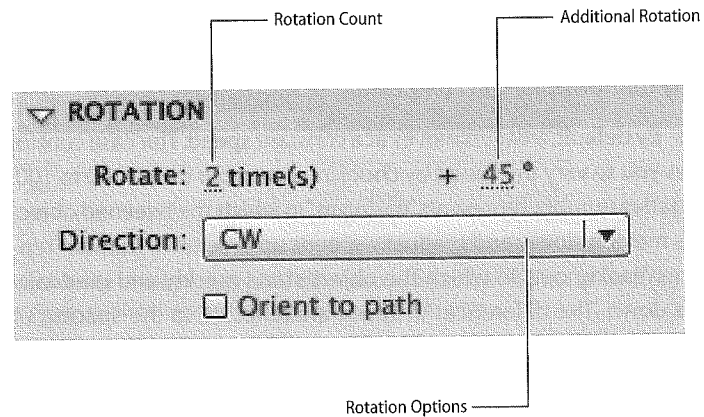 Rotation Count
Additional Rotation
ROTATION
Rotate: 2 time(s) + 45 °
Direction: CW
Orient to path
Rotation Options